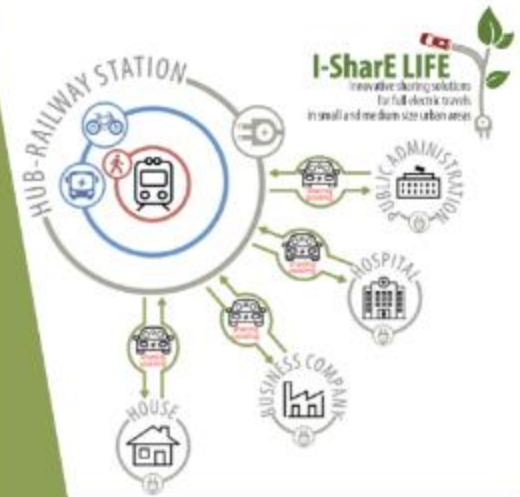 HUB-RAILWAY STATION
I-SharE LIFE
Innovative sharing solutions
for full electric travels
in small and medium size urban areas
PUBLIC ADMINISTRATION
HOSPITAL
BUSINESS COMPANY
HOUSE